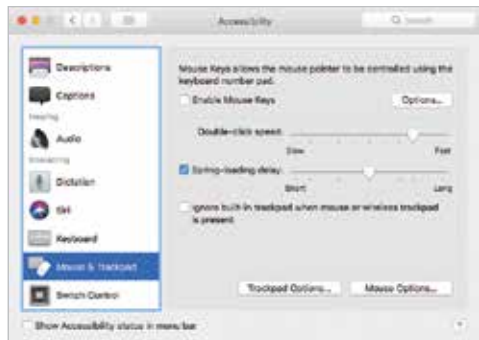 Accessibility
Search
Descriptions
Captions
Hearing
Audio
Interacting
Dictation
Siri
Keyboard
Mouse & Trackpad
Switch Control
Mouse Keys allows the mouse pointer to be controlled using the
keyboard number pad.
Enable Mouse Keys
Options...
Double-click speed:
Slow
Fast
Spring-loading delay:
Short
Long
Ignore built-in trackpad when mouse or wireless trackpad
is present
Trackpad Options...
Mouse Options...
Show Accessibility status in menu bar
?